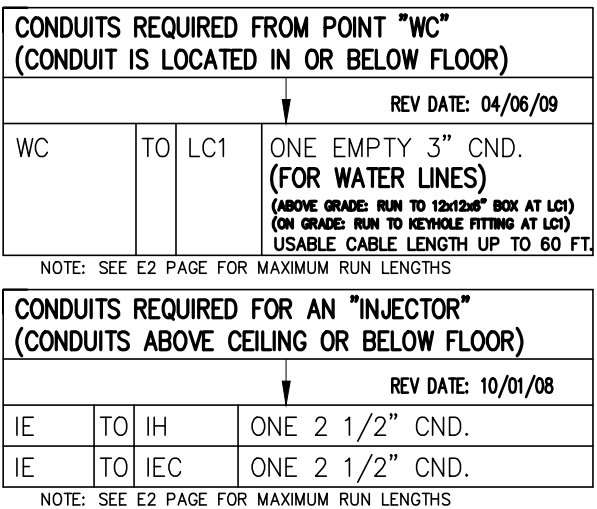 CONDUITS REQUIRED FROM POINT "WC"
(CONDUIT IS LOCATED IN OR BELOW FLOOR)
REV DATE: 04/06/09
WC TO LC1 ONE EMPTY 3" CND.
(FOR WATER LINES)
(ABOVE GRADE: RUN TO 12x12x6" BOX AT LC1)
(ON GRADE: RUN TO KEYHOLE FITTING AT LC1)
USABLE CABLE LENGTH UP TO 60 FT.
NOTE: SEE E2 PAGE FOR MAXIMUM RUN LENGTHS
CONDUITS REQUIRED FOR AN "INJECTOR"
(CONDUITS ABOVE CEILING OR BELOW FLOOR)
REV DATE: 10/01/08
IE TO IH ONE 2 1/2" CND.
IE TO IEC ONE 2 1/2" CND.
NOTE: SEE E2 PAGE FOR MAXIMUM RUN LENGTHS